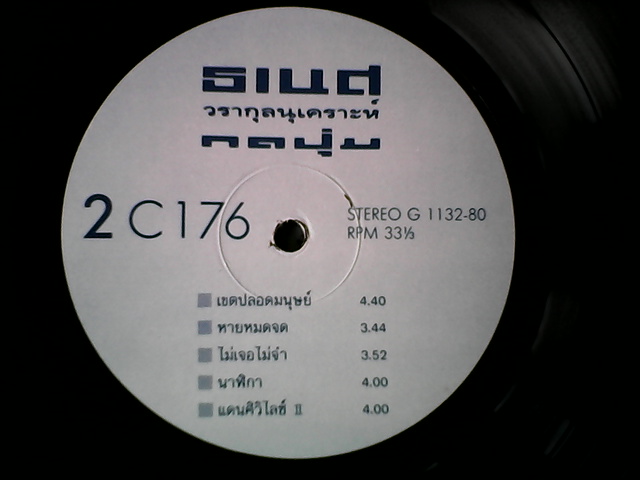 ธเนศ
วรากุลนุเคราะห์
กดปุ่ม
2 C176
STEREO G 1132-80
RPM 33⅓
เขตปลอดมนุษย์ 4.40
หายหมดจด 3.44
ไม่เจอไม่จำ 3.52
นาฬิกา 4.00
แดนศิวิไลซ์ II 4.00